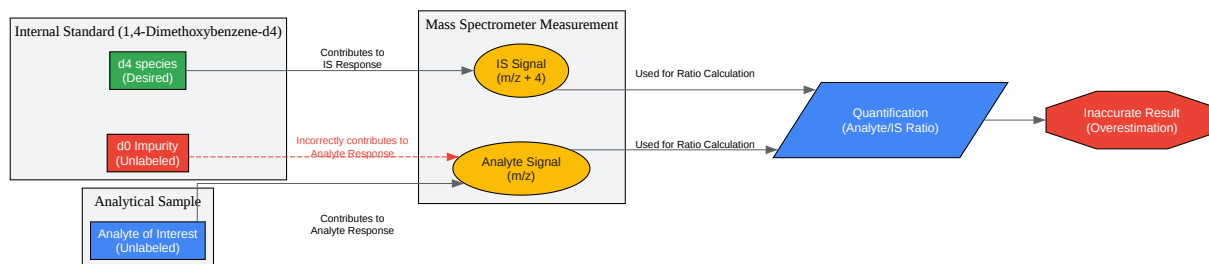 Internal Standard (1,4-Dimethoxybenzene-d4)
d4 species
(Desired)
d0 Impurity
(Unlabeled)
Analytical Sample
Analyte of Interest
(Unlabeled)
Contributes to
IS Response
Incorrectly contributes to
Analyte Response
Contributes to
Analyte Response
Mass Spectrometer Measurement
IS Signal
(m/z + 4)
Analyte Signal
(m/z)
Used for Ratio Calculation
Used for Ratio Calculation
Quantification
(Analyte/IS Ratio)
Inaccurate Result
(Overestimation)